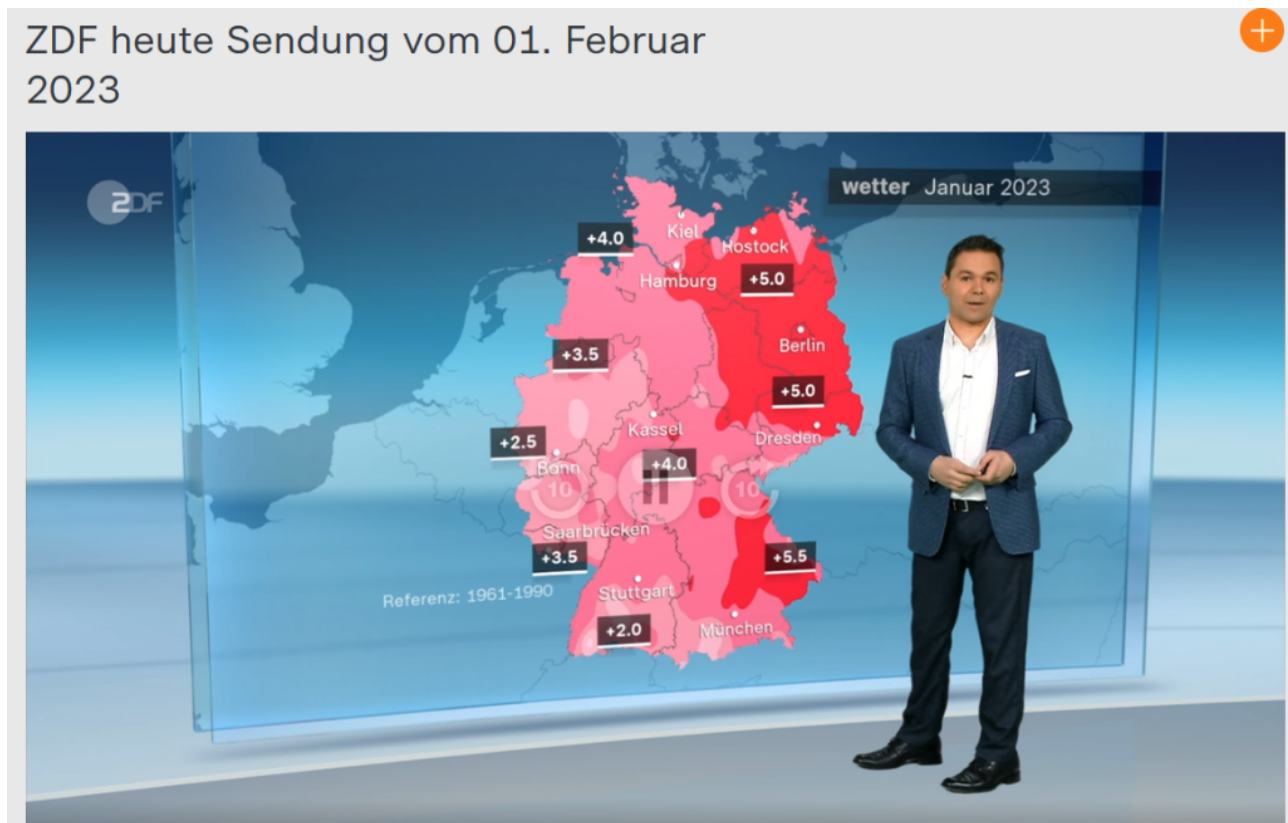 ZDF heute Sendung vom 01. Februar
2023
ZDF
wetter Januar 2023
+4.0
Kiel
Rostock
Hamburg
+5.0
Berlin
+3.5
+5.0
Kassel
Dresden
+2.5
Bonn
+4.0
10
10
Saarbrücken
+3.5
+5.5
Referenz: 1961-1990
Stuttgart
+2.0
München